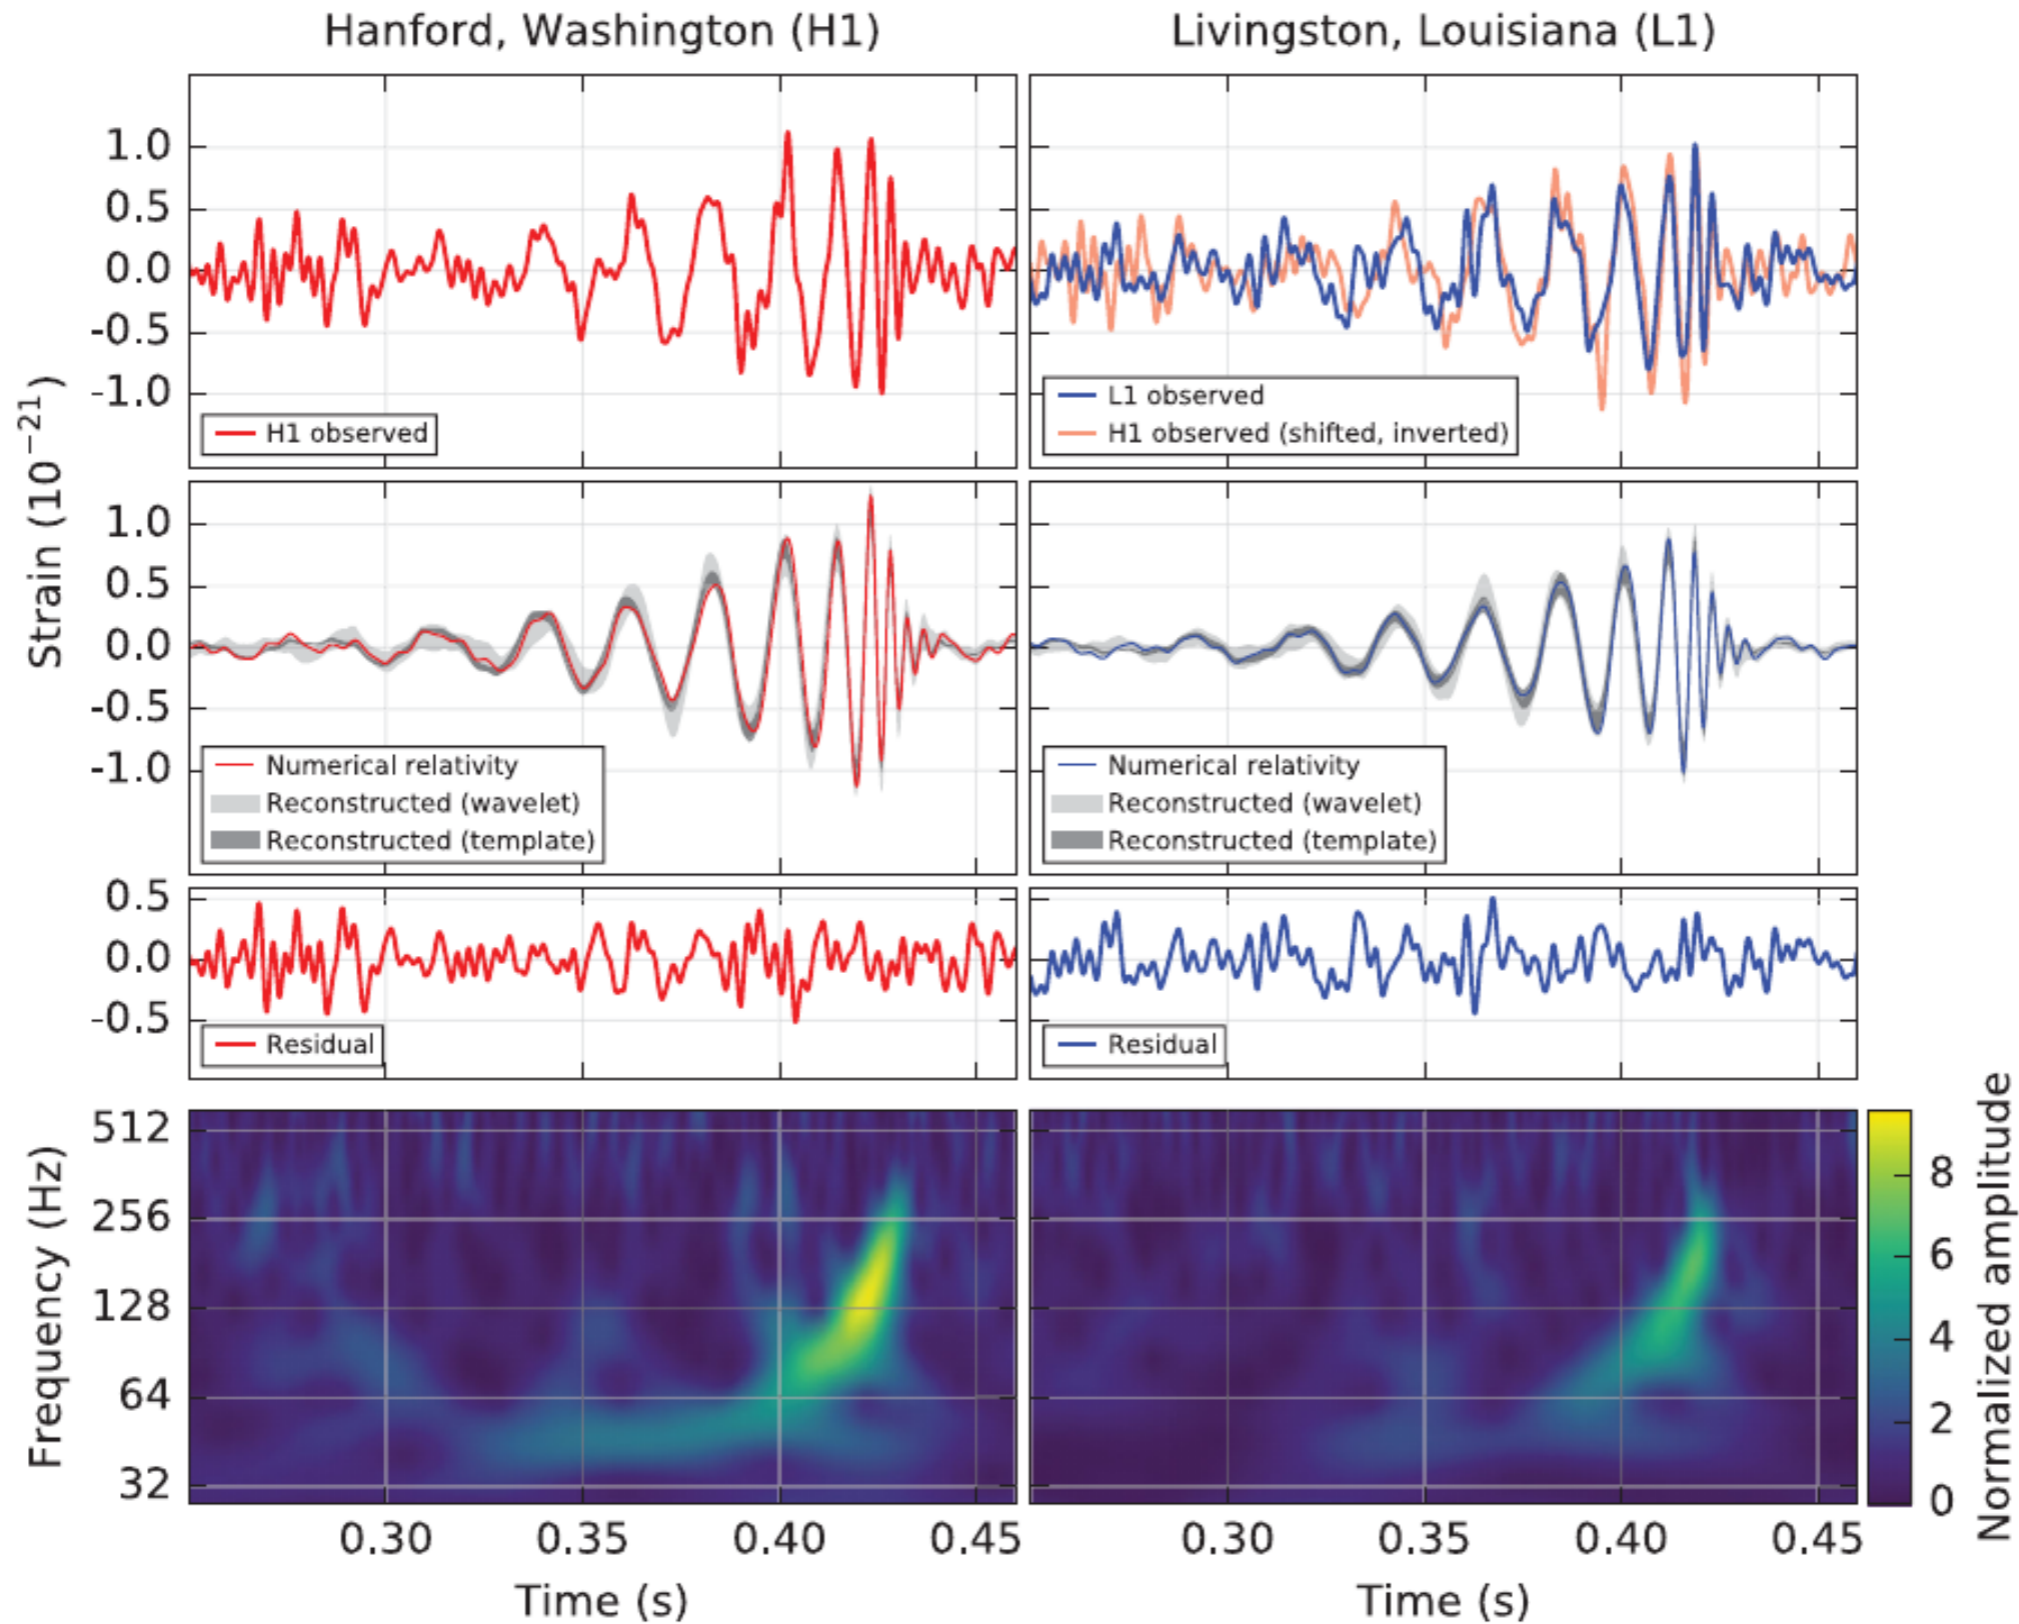 Hanford, Washington (H1)
Livingston, Louisiana (L1)
Strain (10⁻²¹)
1.0
0.5
0.0
-0.5
-1.0
H1 observed
L1 observed
H1 observed (shifted, inverted)
1.0
0.5
0.0
-0.5
-1.0
Numerical relativity
Reconstructed (wavelet)
Reconstructed (template)
Numerical relativity
Reconstructed (wavelet)
Reconstructed (template)
0.5
0.0
-0.5
Residual
Residual
Frequency (Hz)
512
256
128
64
32
Normalized amplitude
8
6
4
2
0
0.30 0.35 0.40 0.45
0.30 0.35 0.40 0.45
Time (s)
Time (s)